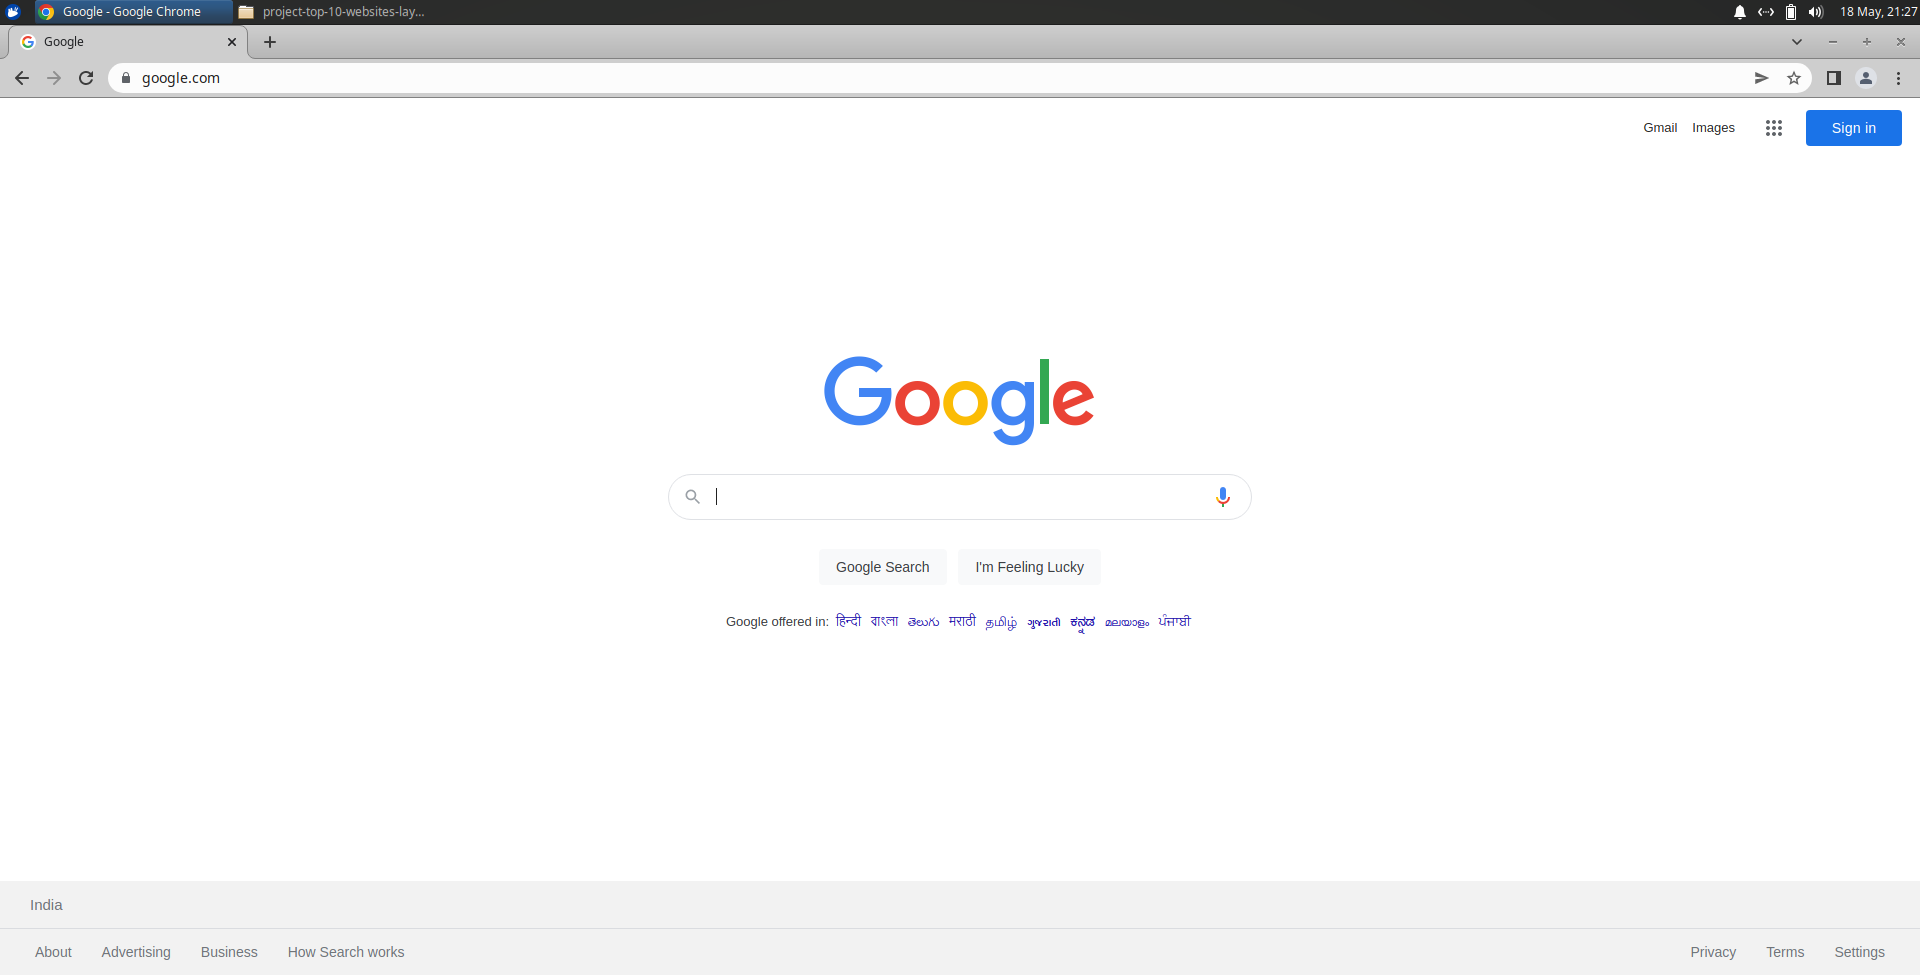 Google - Google Chrome project-top-10-websites-lay... 18 May, 21:27
Google
google.com
Gmail Images Sign in
Google
Google Search I'm Feeling Lucky
Google offered in: हिन्दी বাংলা తెలుగు मराठी தமிழ் ગુજરાતી ಕನ್ನಡ മലയാളം ਪੰਜਾਬੀ
India
About Advertising Business How Search works Privacy Terms Settings